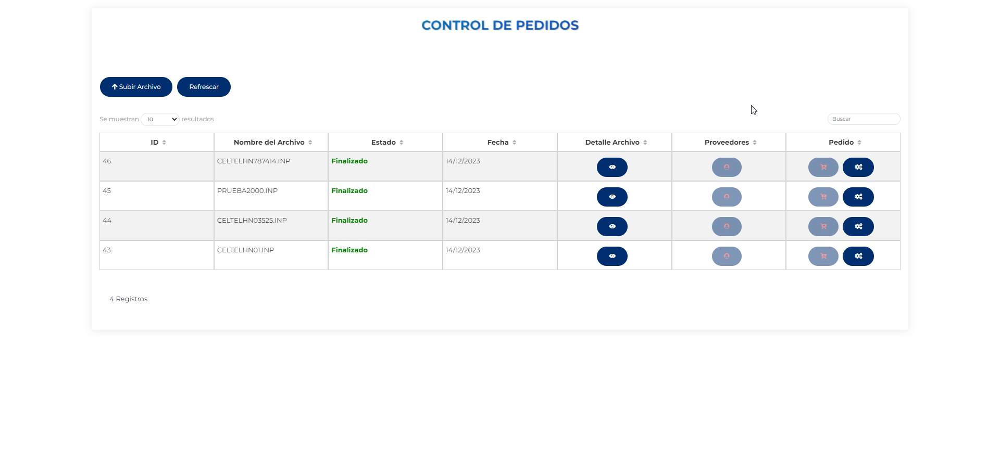 CONTROL DE PEDIDOS
Subir Archivo Refrescar
Se muestran 10 resultados Buscar
ID Nombre del Archivo Estado Fecha Detalle Archivo Proveedores Pedido
46 CELTELHN787414.INP Finalizado 14/12/2023
45 PRUEBA2000.INP Finalizado 14/12/2023
44 CELTELHN03525.INP Finalizado 14/12/2023
43 CELTELHN01.INP Finalizado 14/12/2023
4 Registros